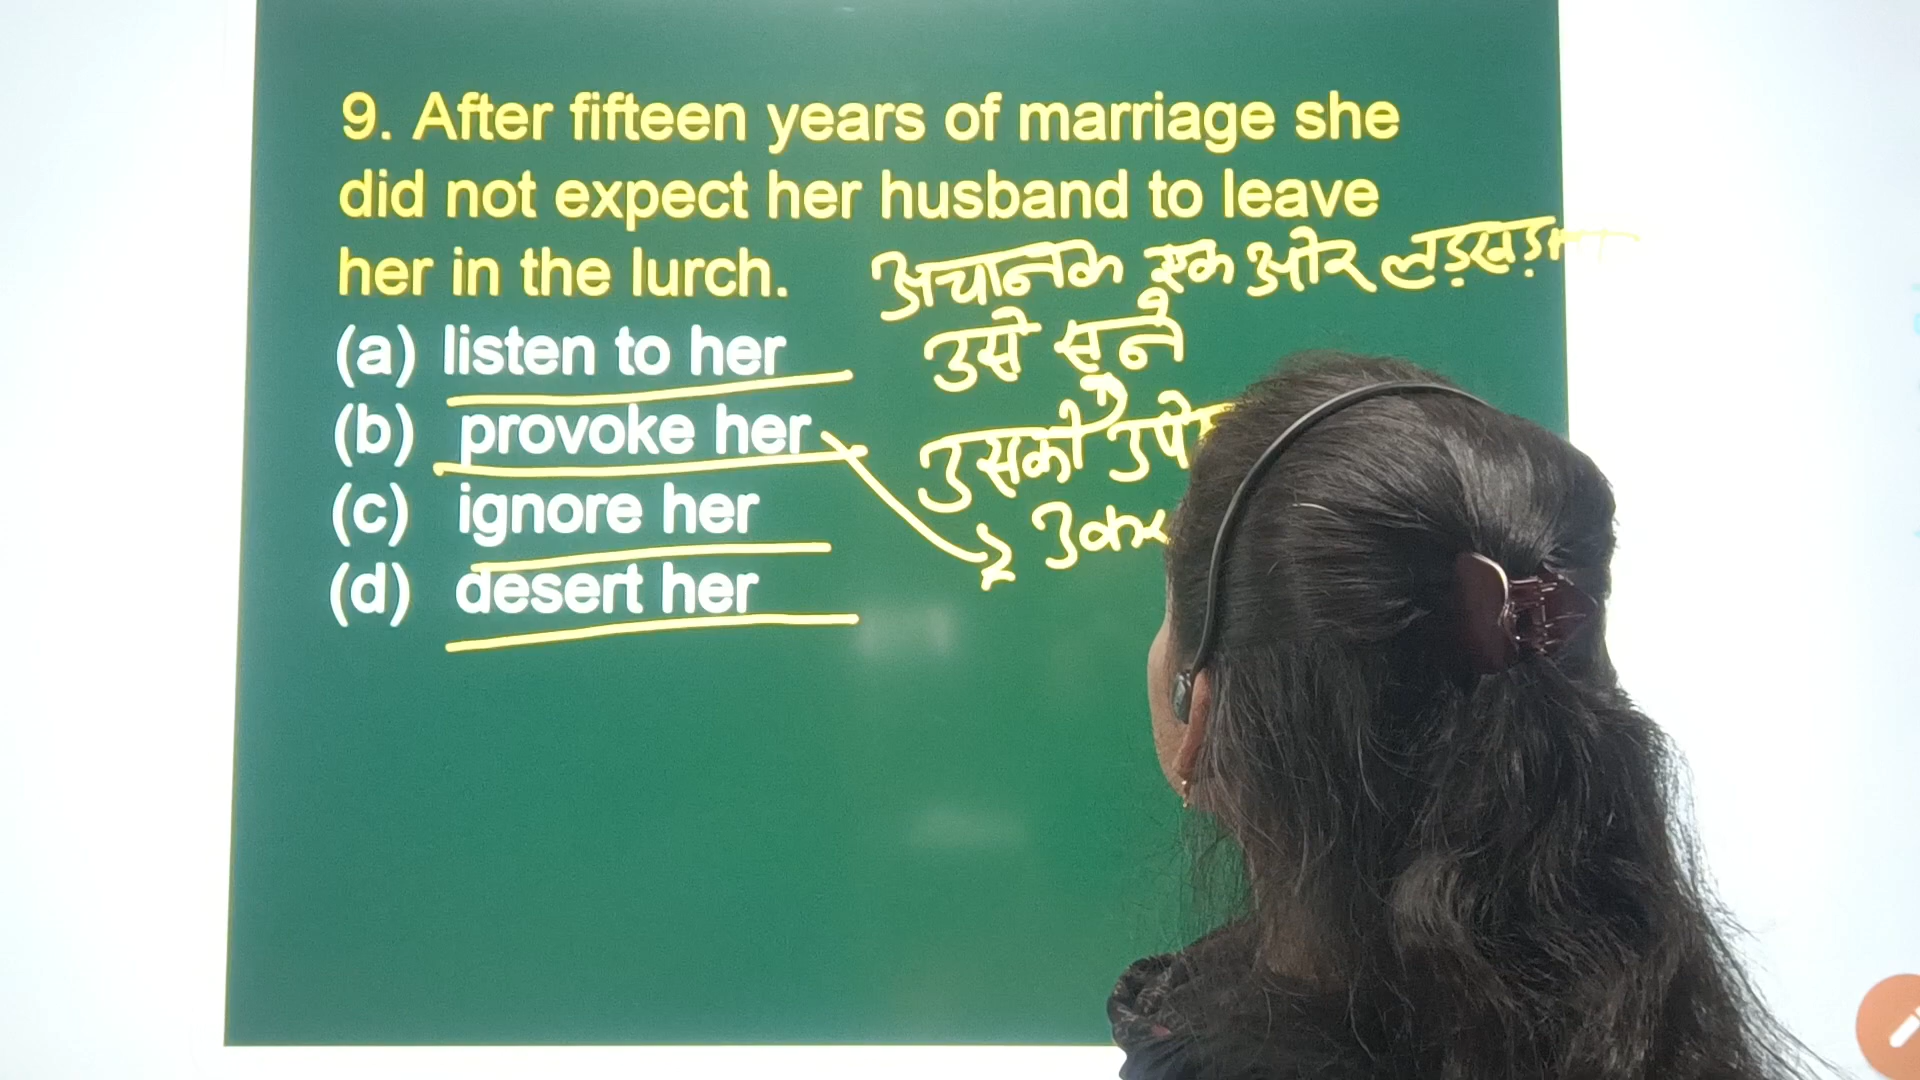 9. After fifteen years of marriage she
did not expect her husband to leave
her in the lurch.
अचानक एक ओर लड़खड़ाना
(a) listen to her
उसे सुने
(b) provoke her
उसकी
(c) ignore her
(d) desert her